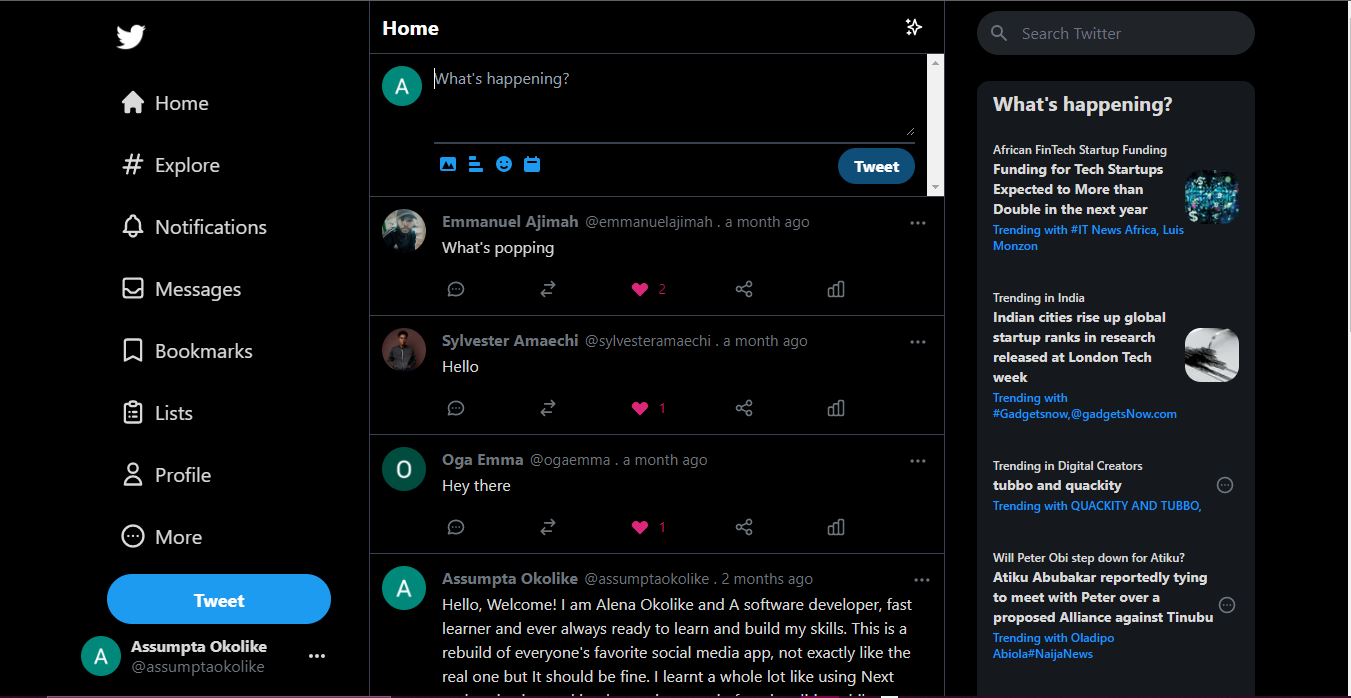 Home
Explore
Notifications
Messages
Bookmarks
Lists
Profile
More
Tweet
A
Assumpta Okolike
@assumptaokolike
Home
A
What's happening?
Tweet
Emmanuel Ajimah @emmanuelajimah . a month ago
What's popping
2
Sylvester Amaechi @sylvesteramaechi . a month ago
Hello
1
O
Oga Emma @ogaemma . a month ago
Hey there
1
A
Assumpta Okolike @assumptaokolike . 2 months ago
Hello, Welcome! I am Alena Okolike and A software developer, fast
learner and ever always ready to learn and build my skills. This is a
rebuild of everyone's favorite social media app, not exactly like the
real one but It should be fine. I learnt a whole lot like using Next
Search Twitter
What's happening?
African FinTech Startup Funding
Funding for Tech Startups
Expected to More than
Double in the next year
Trending with #IT News Africa, Luis
Monzon
Trending in India
Indian cities rise up global
startup ranks in research
released at London Tech
week
Trending with
#Gadgetsnow,@gadgetsNow.com
Trending in Digital Creators
tubbo and quackity
Trending with QUACKITY AND TUBBO,
Will Peter Obi step down for Atiku?
Atiku Abubakar reportedly tying
to meet with Peter over a
proposed Alliance against Tinubu
Trending with Oladipo
Abiola#NaijaNews